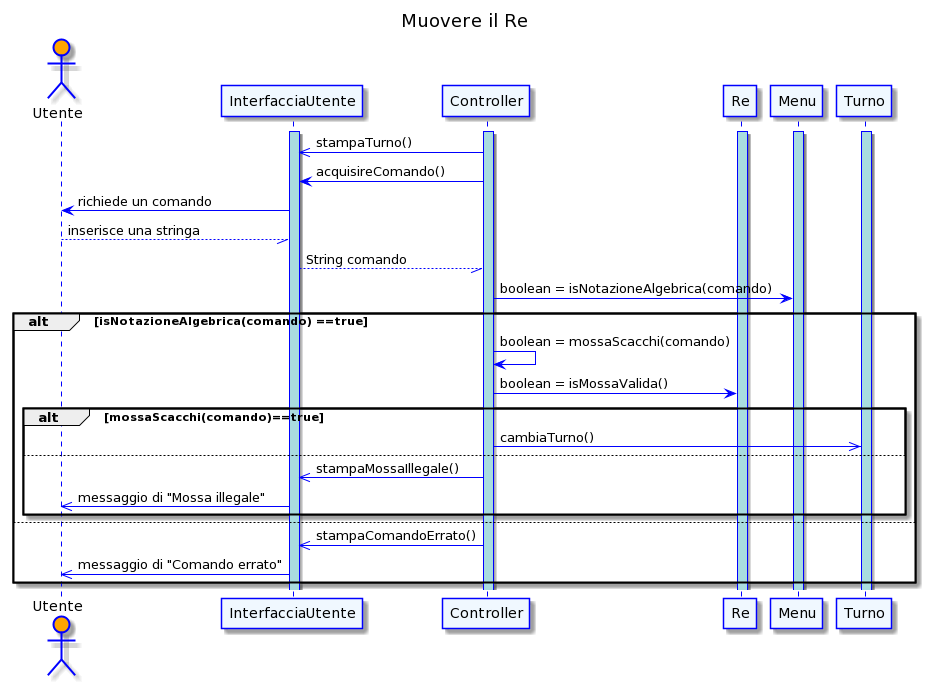 Muovere il Re
Utente
InterfacciaUtente
Controller
Re
Menu
Turno
stampaTurno()
acquisireComando()
richiede un comando
inserisce una stringa
String comando
boolean = isNotazioneAlgebrica(comando)
alt [isNotazioneAlgebrica(comando) ==true]
boolean = mossaScacchi(comando)
boolean = isMossaValida()
alt [mossaScacchi(comando)==true]
cambiaTurno()
stampaMossaIllegale()
messaggio di "Mossa illegale"
stampaComandoErrato()
messaggio di "Comando errato"
Utente
InterfacciaUtente
Controller
Re
Menu
Turno